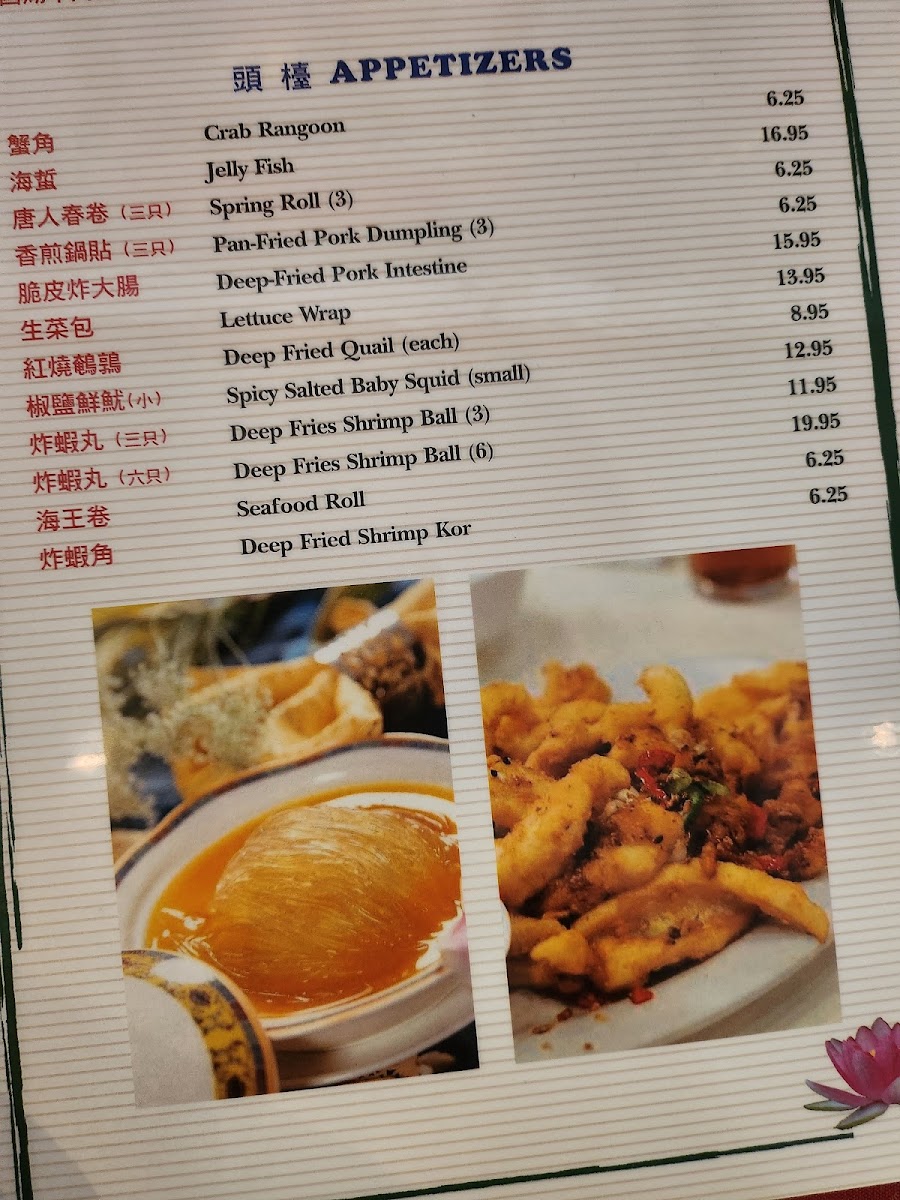 頭 檯 APPETIZERS
蟹角 Crab Rangoon 6.25
海蜇 Jelly Fish 16.95
唐人春卷 (三只) Spring Roll (3) 6.25
香煎鍋貼 (三只) Pan-Fried Pork Dumpling (3) 6.25
脆皮炸大腸 Deep-Fried Pork Intestine 15.95
生菜包 Lettuce Wrap 13.95
紅燒鵪鶉 Deep Fried Quail (each) 8.95
椒鹽鮮魷(小) Spicy Salted Baby Squid (small) 12.95
炸蝦丸 (三只) Deep Fries Shrimp Ball (3) 11.95
炸蝦丸 (六只) Deep Fries Shrimp Ball (6) 19.95
海王卷 Seafood Roll 6.25
炸蝦角 Deep Fried Shrimp Kor 6.25